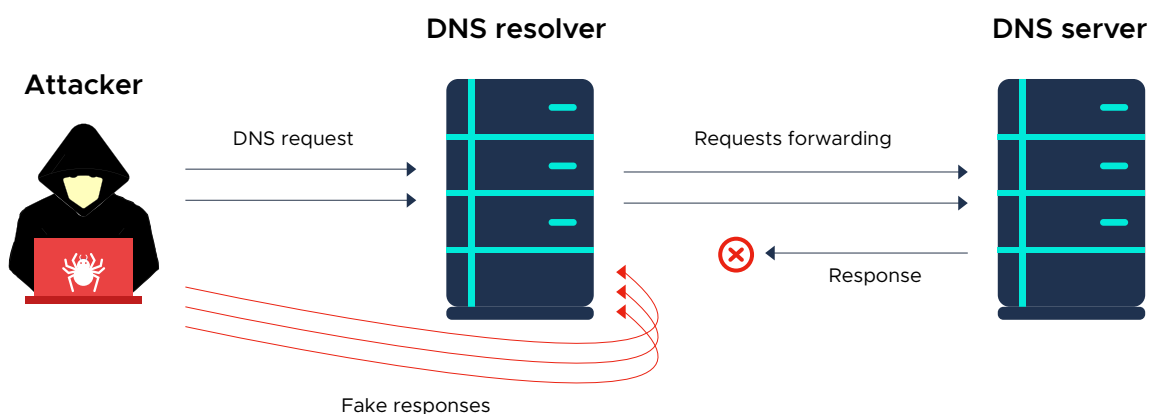 DNS resolver
DNS server
Attacker
DNS request
Requests forwarding
Response
Fake responses